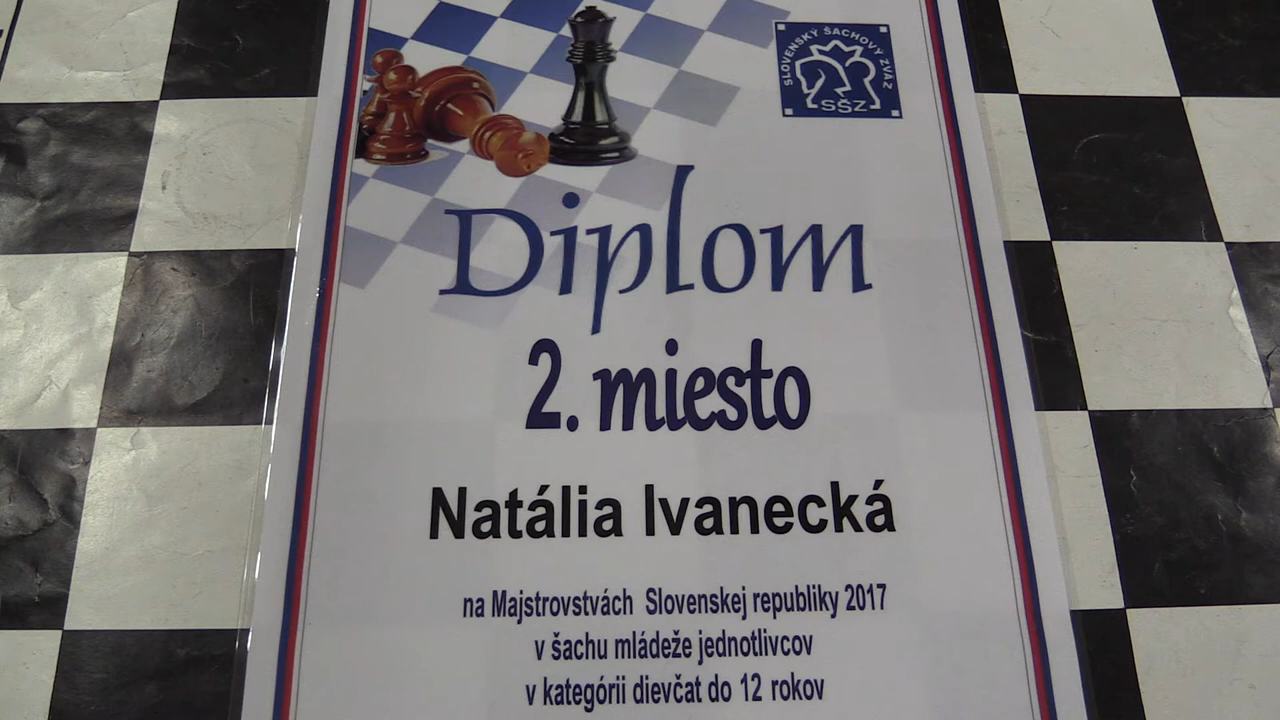 SLOVENSKÝ ŠACHOVÝ ZVÄZ
SŠZ
Diplom
2. miesto
Natália Ivanecká
na Majstrovstvách Slovenskej republiky 2017
v šachu mládeže jednotlivcov
v kategórii dievčat do 12 rokov